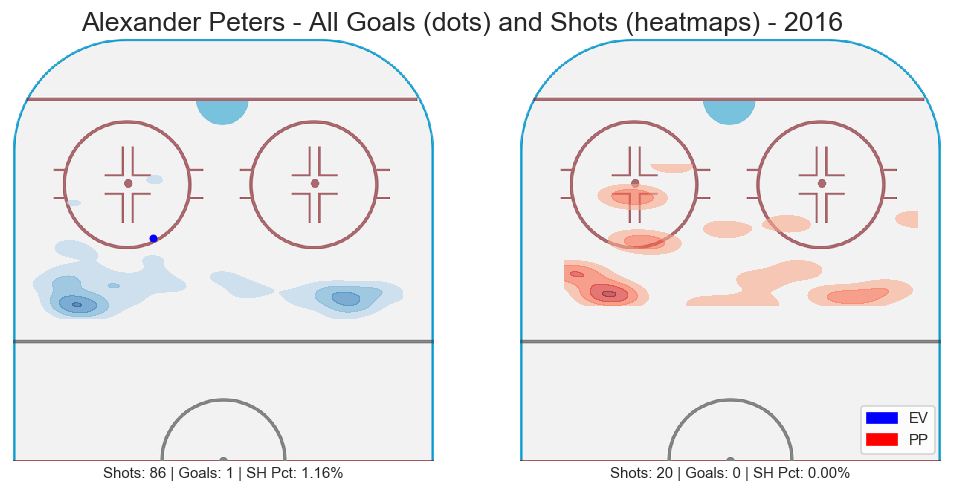 Alexander Peters - All Goals (dots) and Shots (heatmaps) - 2016
EV
PP
Shots: 86 | Goals: 1 | SH Pct: 1.16%
Shots: 20 | Goals: 0 | SH Pct: 0.00%